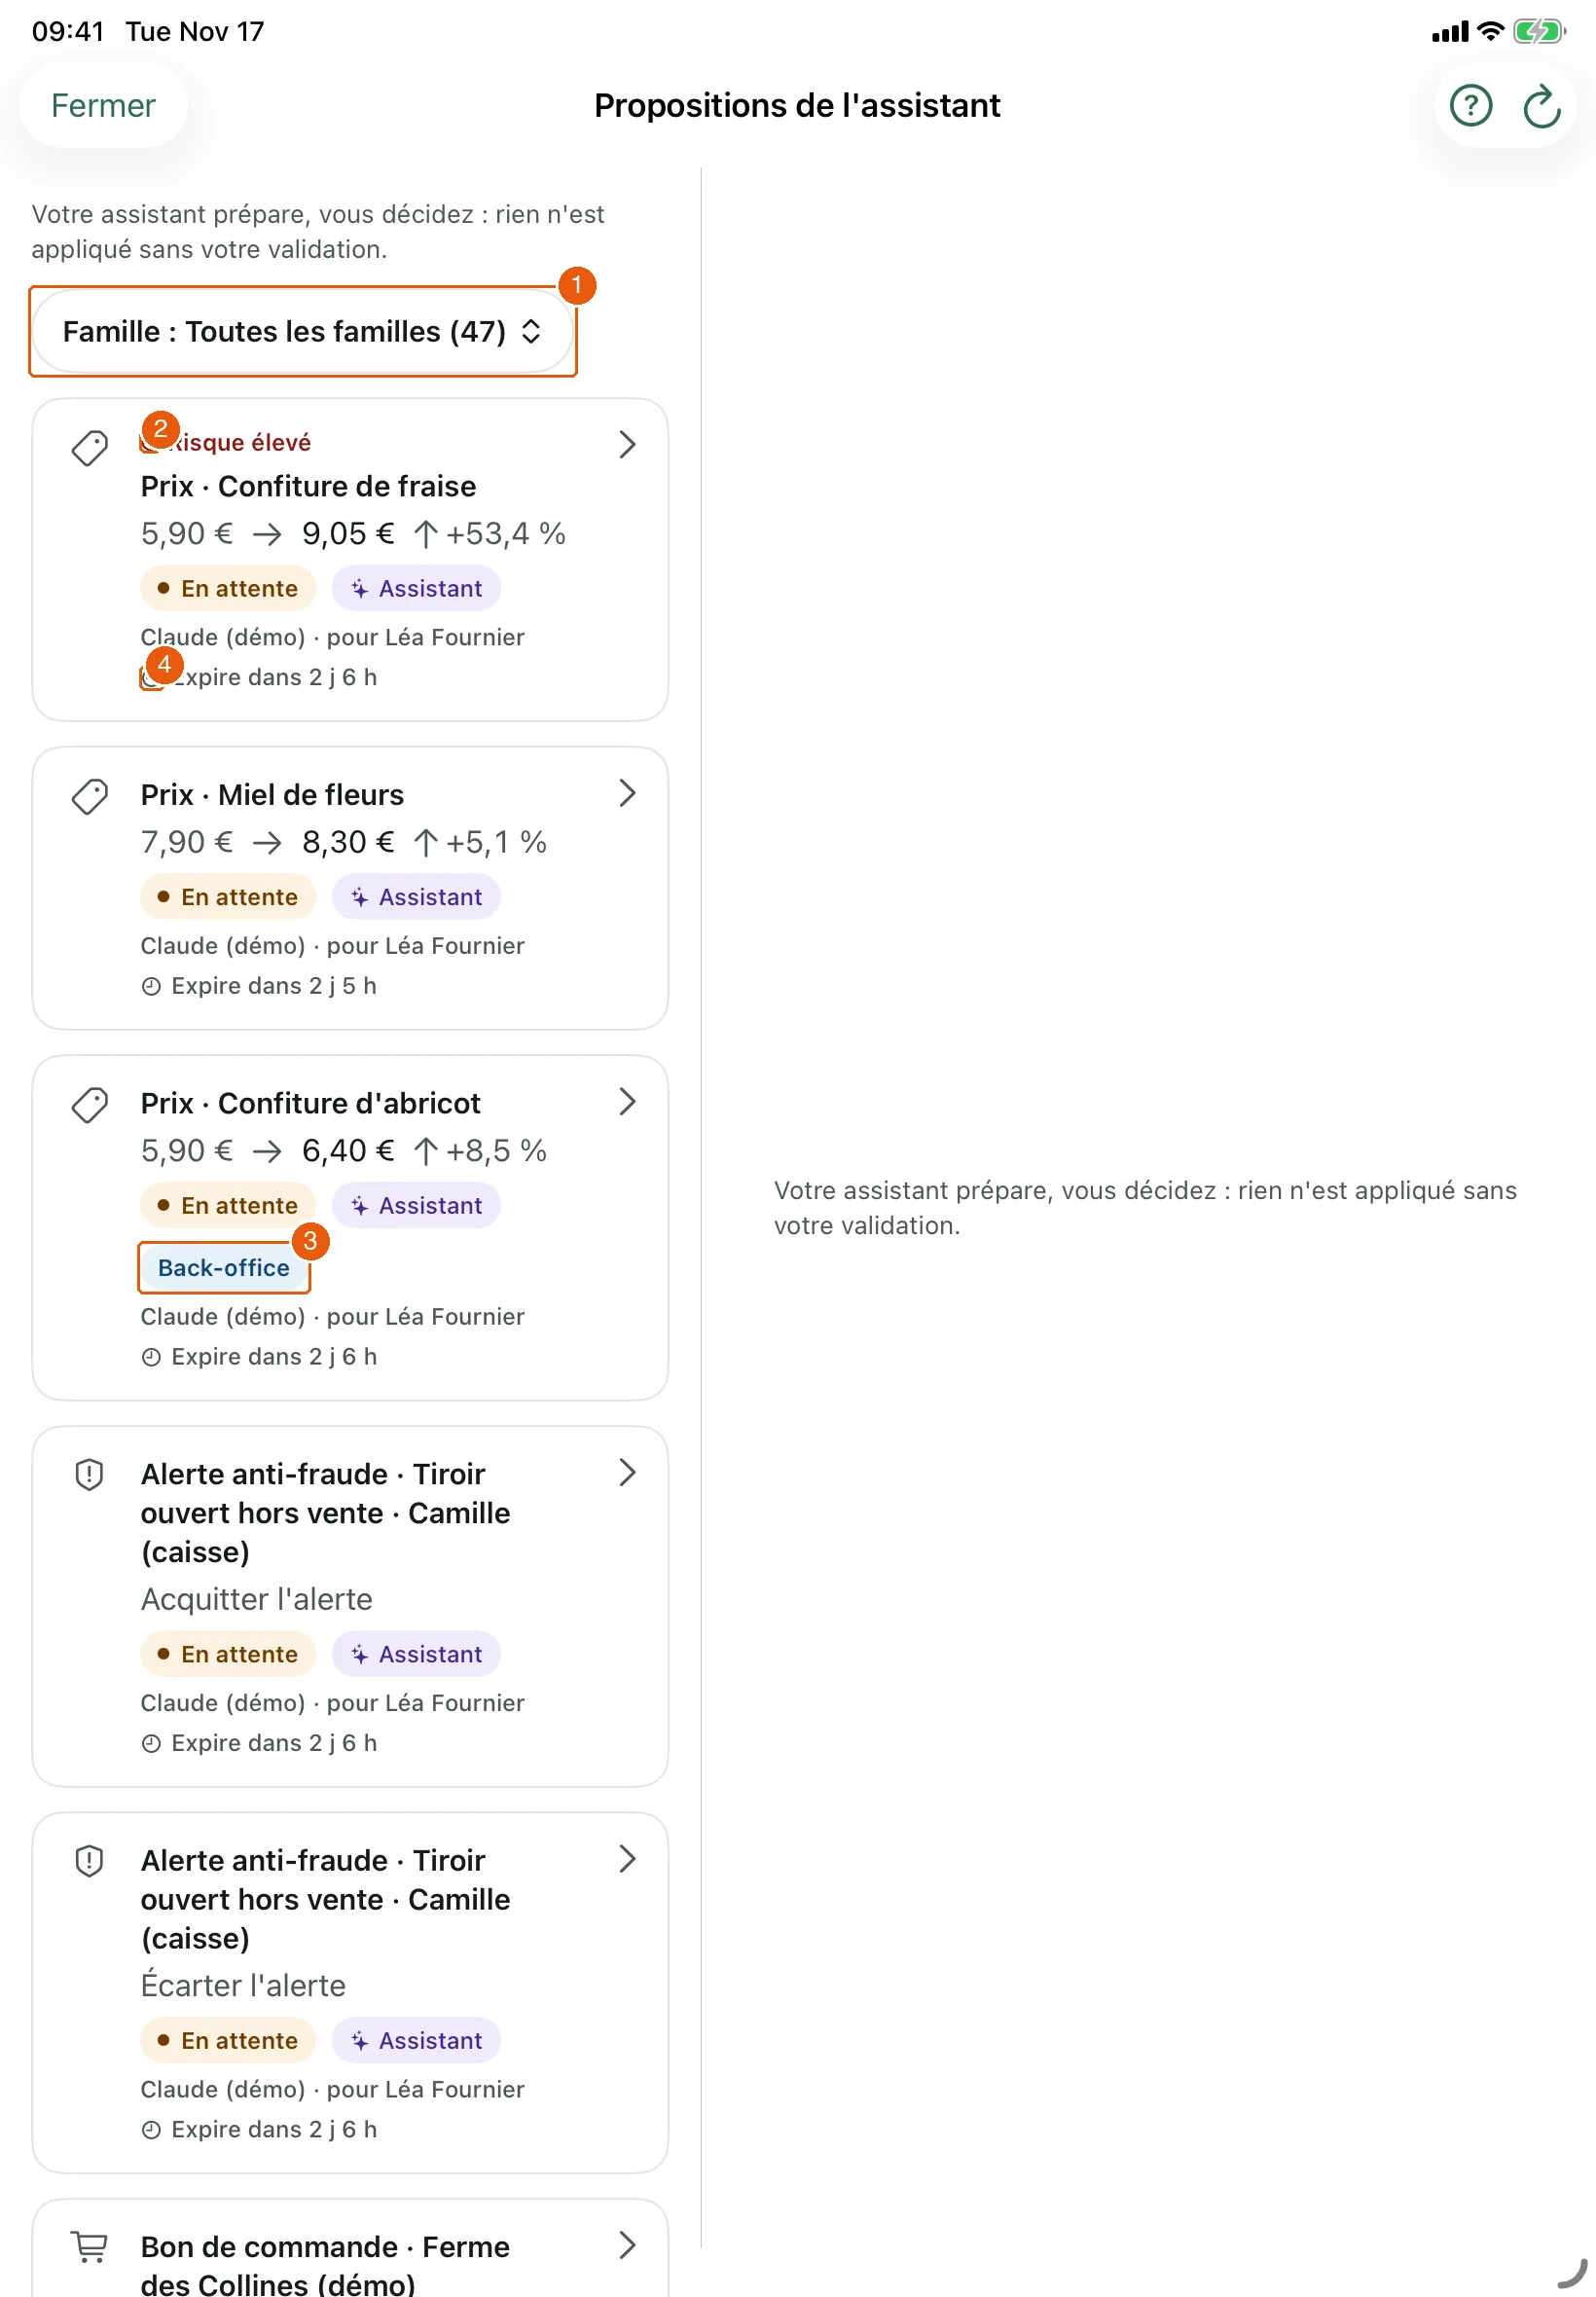 09:41 Tue Nov 17
Fermer
Propositions de l'assistant
?
Votre assistant prépare, vous décidez : rien n'est
appliqué sans votre validation.
1
Famille : Toutes les familles (47)
2
isque élevé
Prix · Confiture de fraise
5,90 € → 9,05 € ↑ +53,4 %
En attente Assistant
Claude (démo) · pour Léa Fournier
4
xpire dans 2 j 6 h
Prix · Miel de fleurs
7,90 € → 8,30 € ↑ +5,1 %
En attente Assistant
Claude (démo) · pour Léa Fournier
Expire dans 2 j 5 h
Prix · Confiture d'abricot
5,90 € → 6,40 € ↑ +8,5 %
En attente Assistant
3
Back-office
Claude (démo) · pour Léa Fournier
Expire dans 2 j 6 h
Alerte anti-fraude · Tiroir
ouvert hors vente · Camille
(caisse)
Acquitter l'alerte
En attente Assistant
Claude (démo) · pour Léa Fournier
Expire dans 2 j 6 h
Alerte anti-fraude · Tiroir
ouvert hors vente · Camille
(caisse)
Écarter l'alerte
En attente Assistant
Claude (démo) · pour Léa Fournier
Expire dans 2 j 6 h
Bon de commande · Ferme
des Collines (démo)
Votre assistant prépare, vous décidez : rien n'est appliqué sans
votre validation.